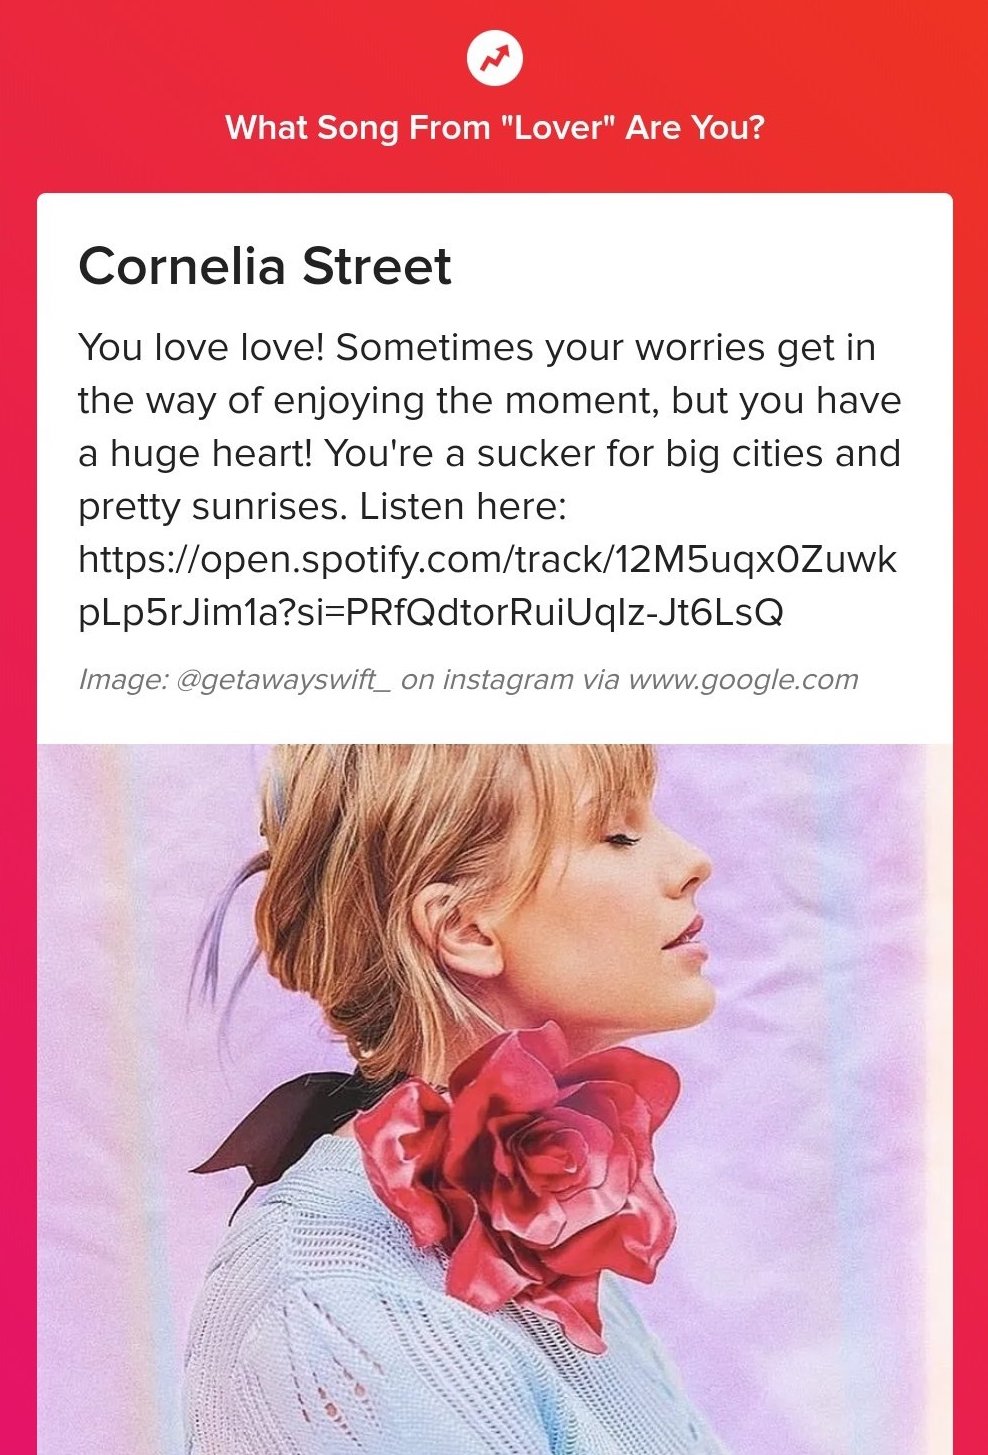 What Song From "Lover" Are You?
Cornelia Street
You love love! Sometimes your worries get in
the way of enjoying the moment, but you have
a huge heart! You're a sucker for big cities and
pretty sunrises. Listen here:
https://open.spotify.com/track/12M5uqx0Zuwk
pLp5rJim1a?si=PRfQdtorRuiUqIz-Jt6LsQ
Image: @getawayswift_ on instagram via www.google.com